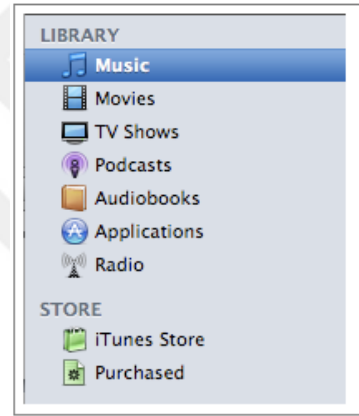 LIBRARY
Music
Movies
TV Shows
Podcasts
Audiobooks
Applications
Radio
STORE
iTunes Store
Purchased